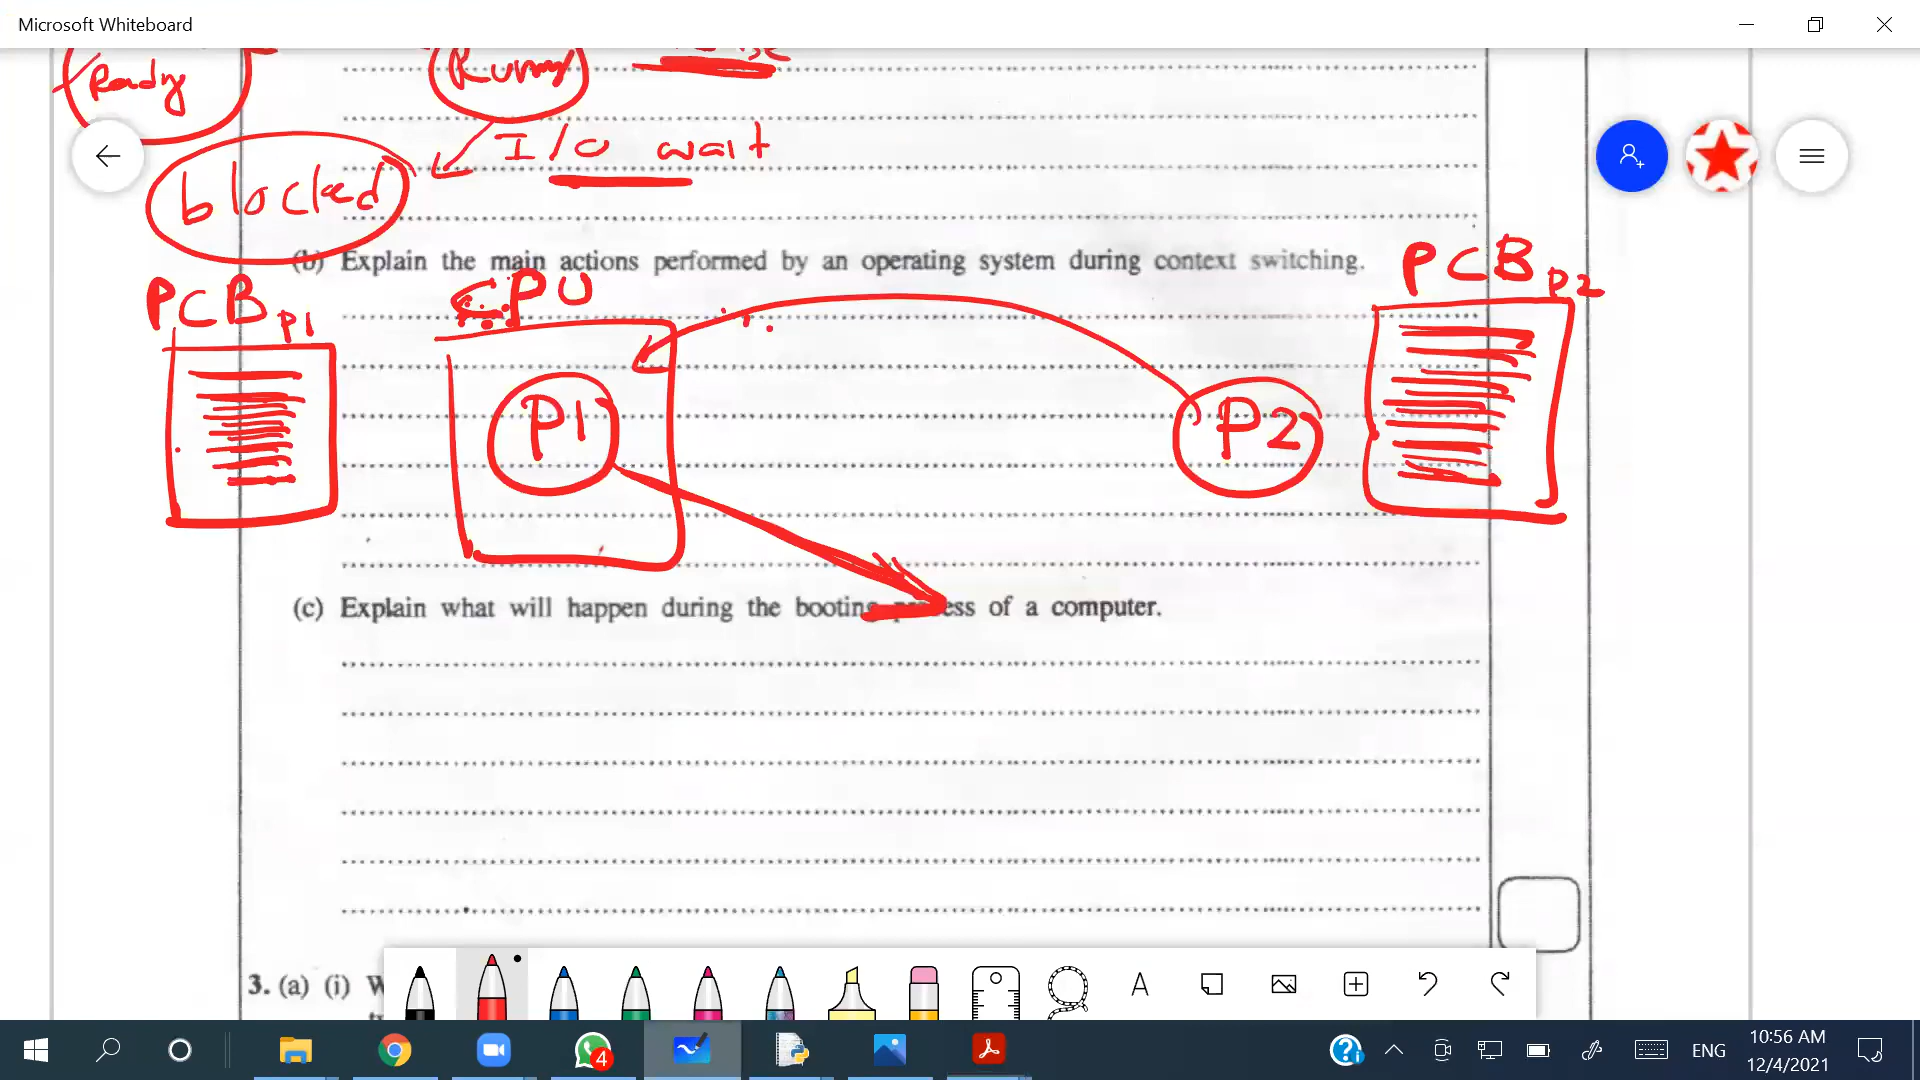 Microsoft Whiteboard
Ready
Runny
I/O wait
blocked
(b) Explain the main actions performed by an operating system during context switching.
PCB P1
CPU
PCB P2
P1
P2
(c) Explain what will happen during the booting process of a computer.
3. (a) (i) W
A
4
ENG
10:56 AM
12/4/2021